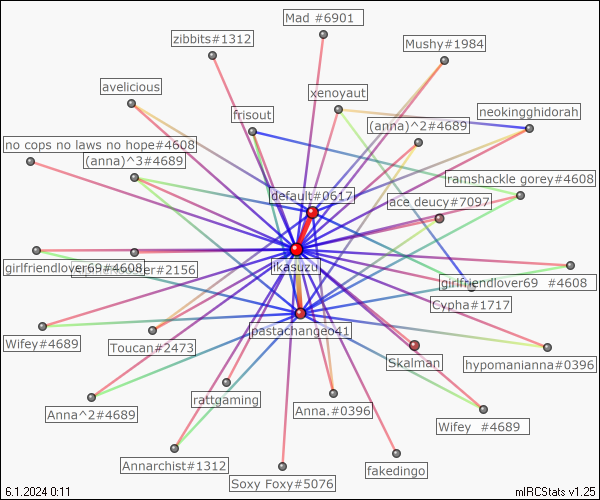 Mad #6901
zibbits#1312
Mushy#1984
avelicious
xenoyaut
frisout
neokingghidorah
(anna)^2#4689
no cops no laws no hope#4608
(anna)^3#4689
ramshackle gorey#4608
default#0617
ace deucy#7097
girlfriendlover69#4608
#2156
ikasuzu
girlfriendlover69 #4608
Cypha#1717
pastachangeo41
Wifey#4689
Toucan#2473
Skalman
hypomanianna#0396
rattgaming
Anna^2#4689
Anna.#0396
Wifey #4689
Annarchist#1312
Soxy Foxy#5076
fakedingo
6.1.2024 0:11
mIRCStats v1.25